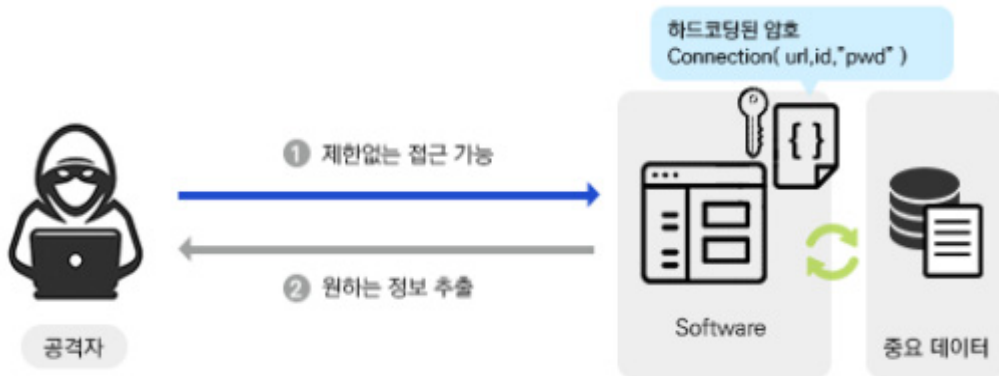 하드코딩된 암호
Connection( url,id,"pwd" )
{ }
1 제한없는 접근 가능
2 원하는 정보 추출
공격자
Software
중요 데이터